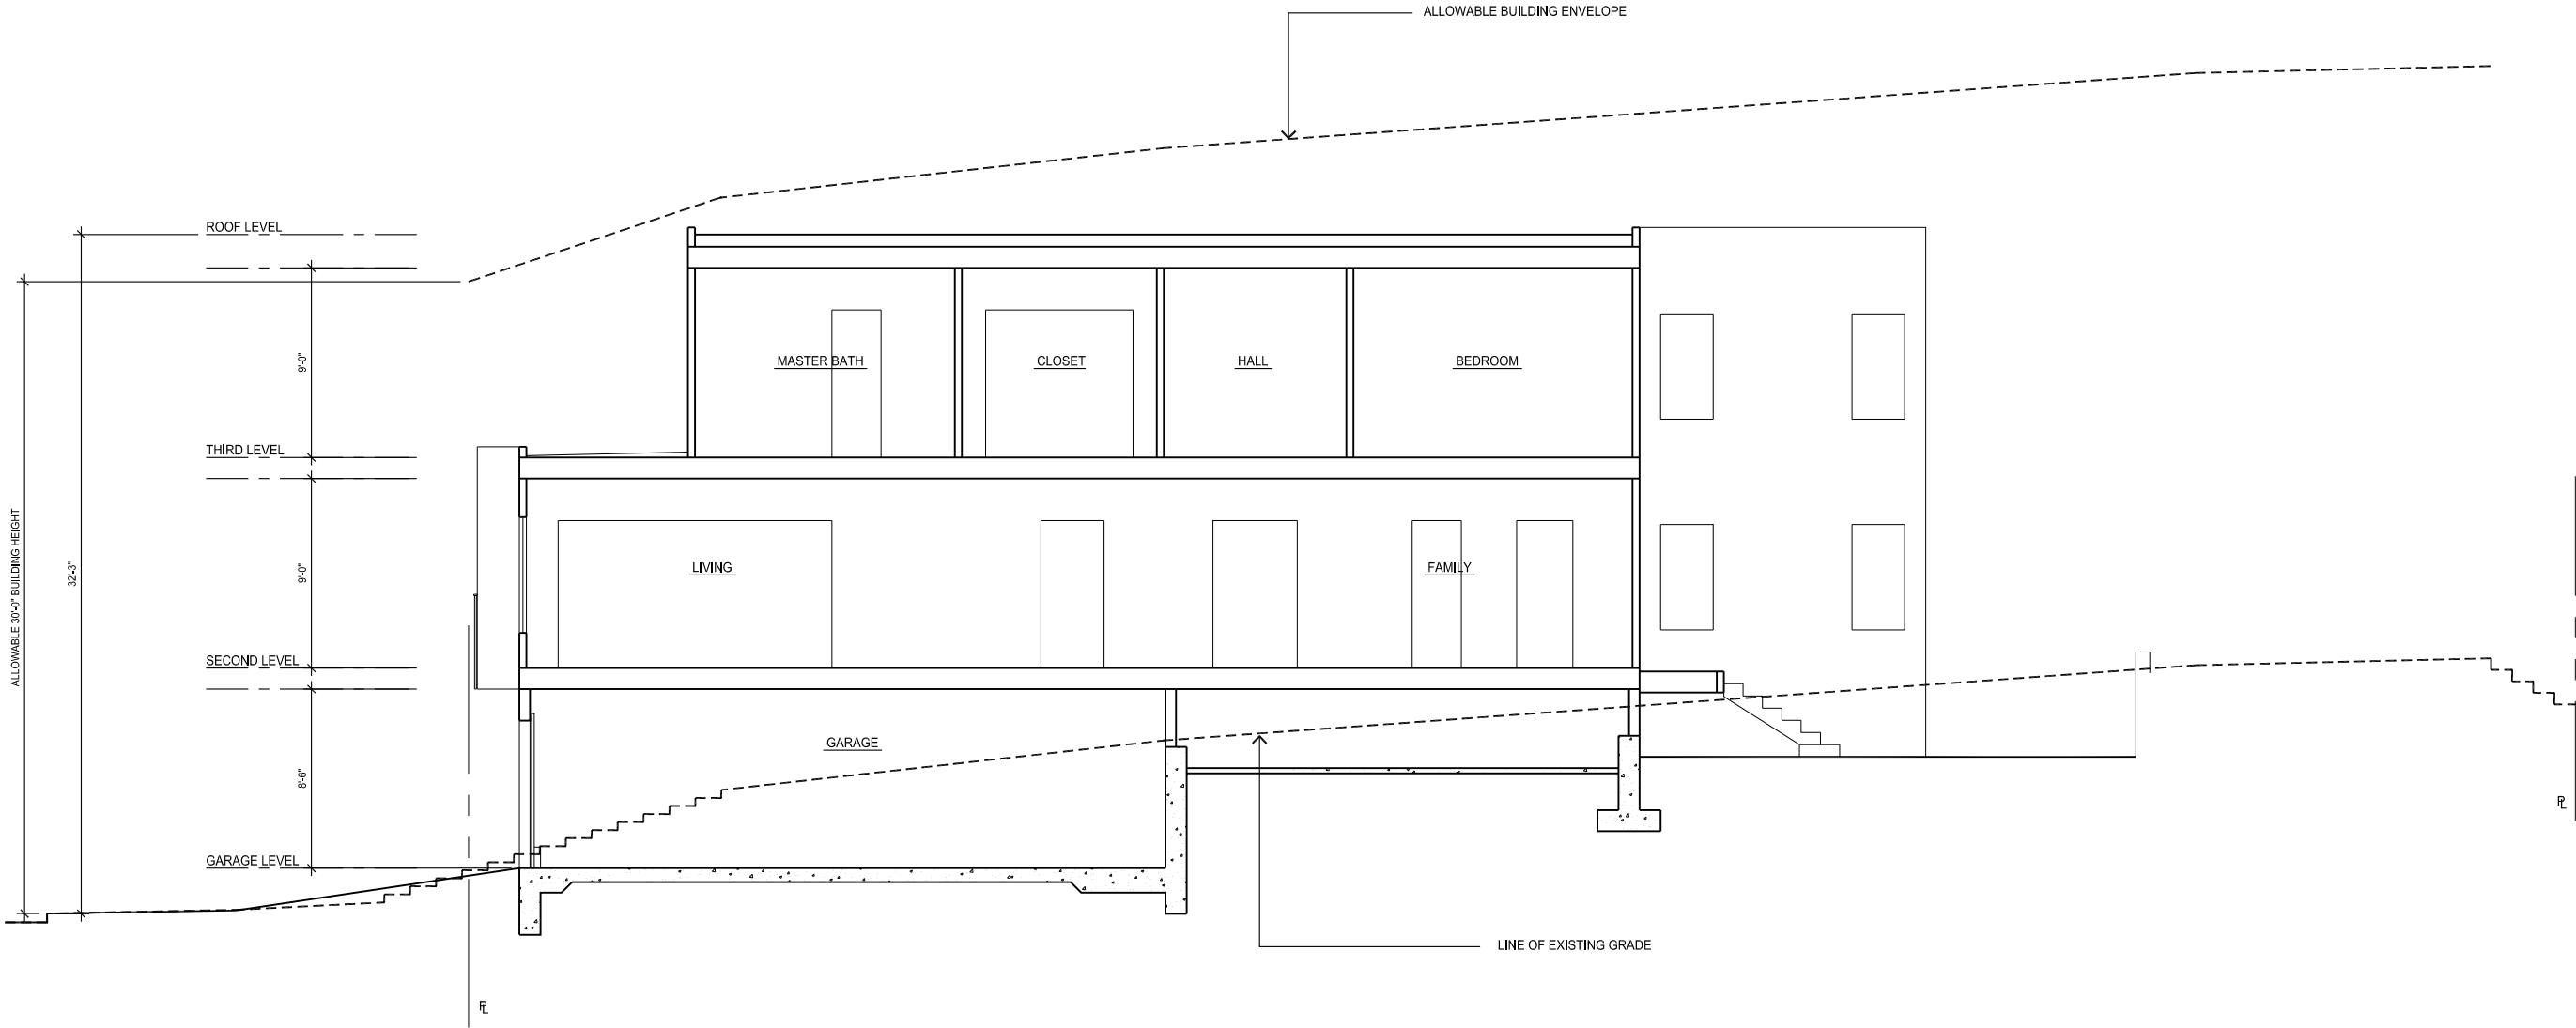 ALLOWABLE BUILDING ENVELOPE
ROOF LEVEL
9'-0"
MASTER BATH
CLOSET
HALL
BEDROOM
THIRD LEVEL
ALLOWABLE 30'-0" BUILDING HEIGHT
32'-3"
9'-0"
LIVING
FAMILY
SECOND LEVEL
GARAGE
8'-6"
PL
GARAGE LEVEL
LINE OF EXISTING GRADE
PL